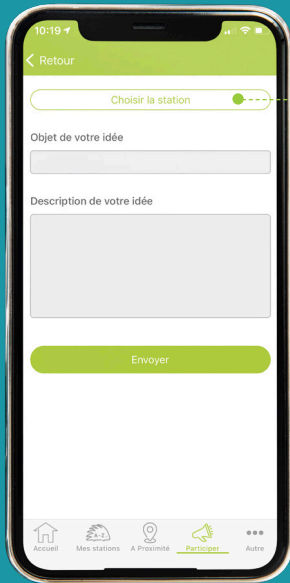 10:19
Retour
Choisir la station
Objet de votre idée
Description de votre idée
Envoyer
A-Z
Accueil Mes stations A Proximité Participer Autre